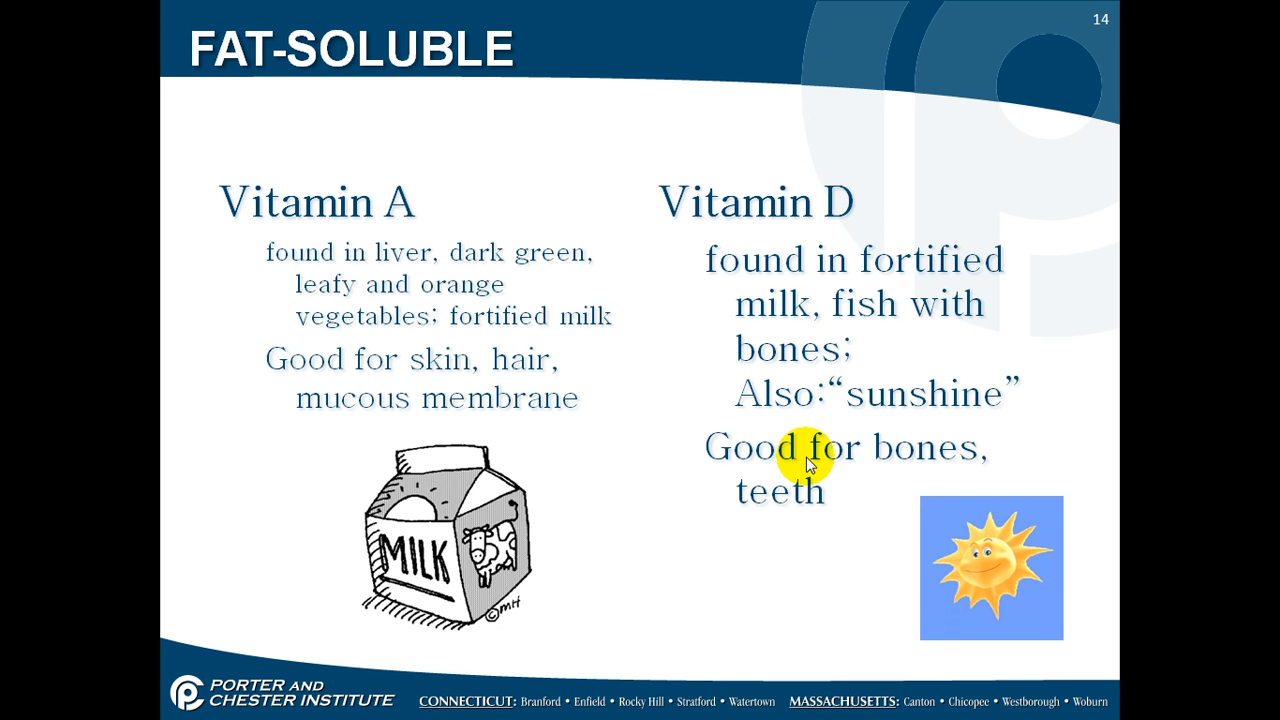 14
FAT-SOLUBLE
Vitamin A
found in liver, dark green,
leafy and orange
vegetables; fortified milk
Good for skin, hair,
mucous membrane
Vitamin D
found in fortified
milk, fish with
bones;
Also:“sunshine”
Good for bones,
teeth
MILK
©MH
PORTER AND
CHESTER INSTITUTE
CONNECTICUT: Branford • Enfield • Rocky Hill • Stratford • Watertown MASSACHUSETTS: Canton • Chicopee • Westborough • Woburn